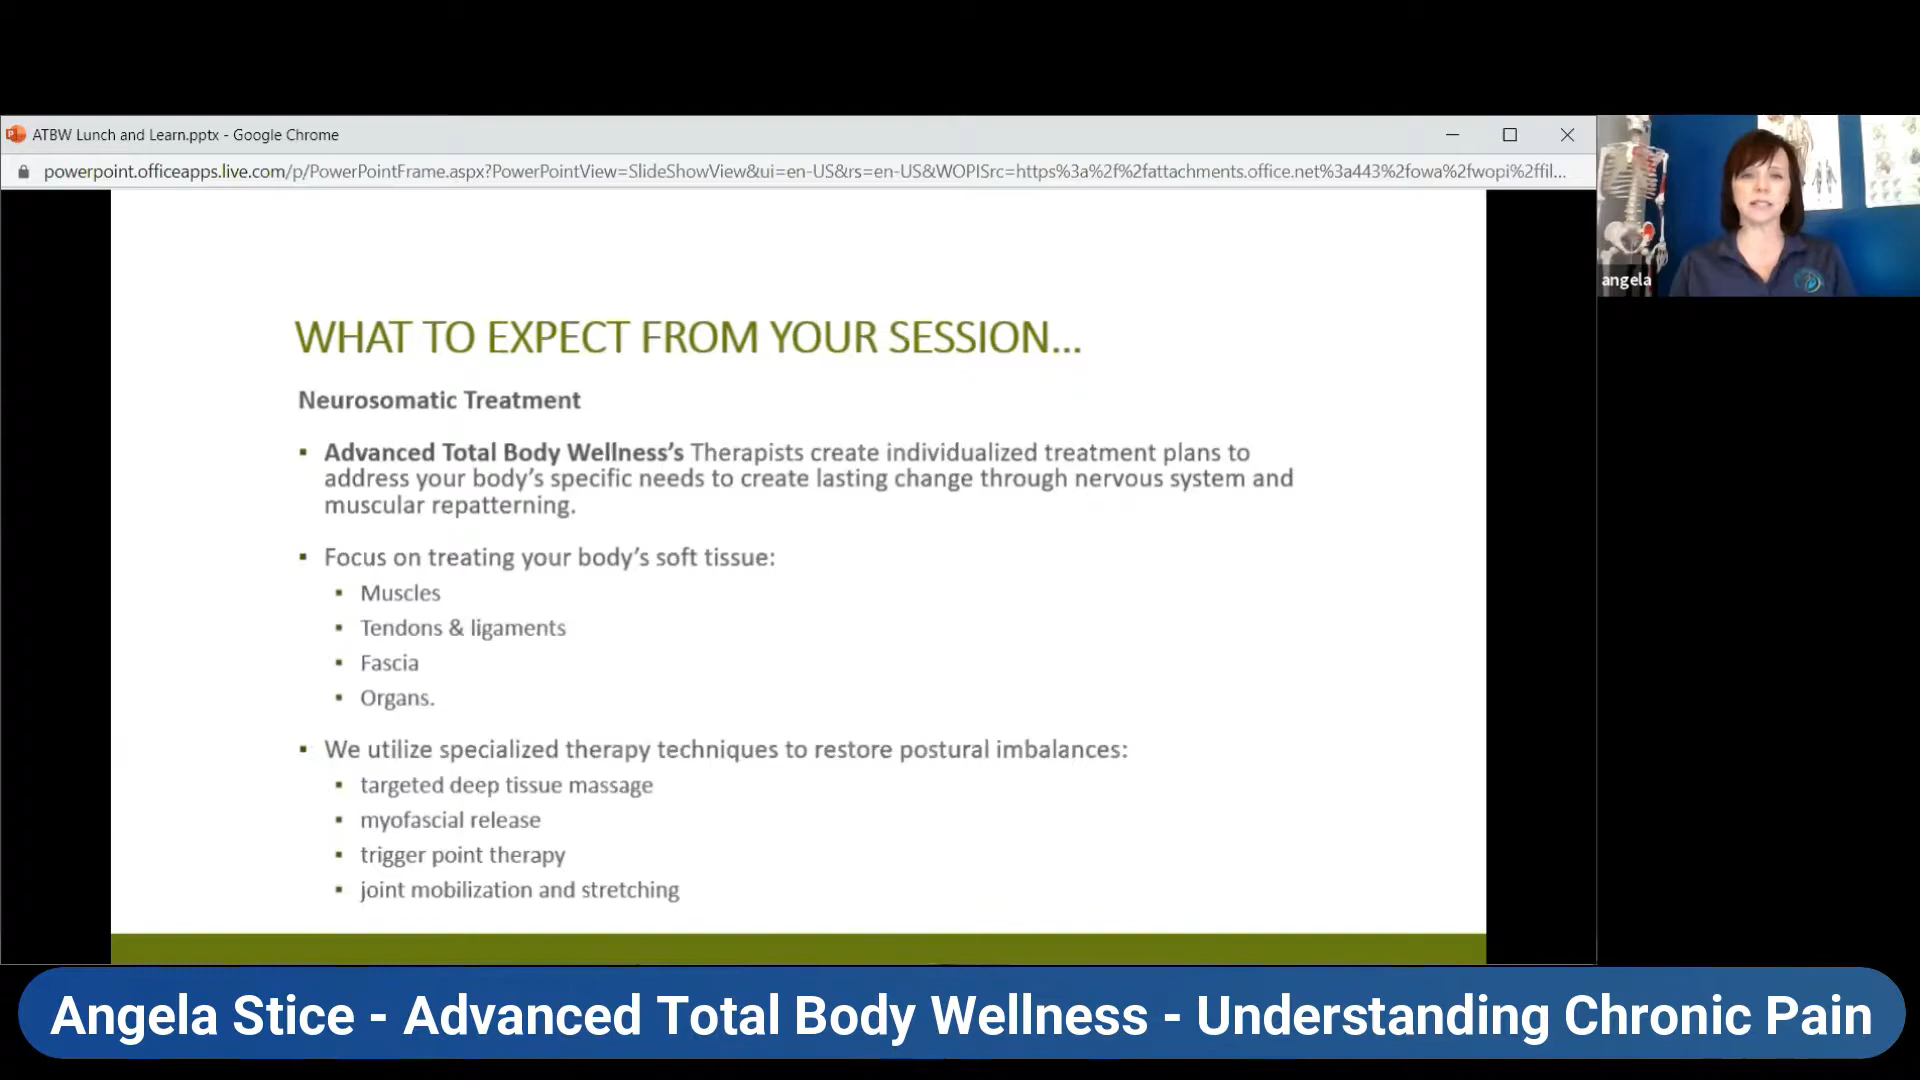 ATBW Lunch and Learn.pptx - Google Chrome
powerpoint.officeapps.live.com/p/PowerPointFrame.aspx?PowerPointView=SlideShowView&ui=en-US&rs=en-US&WOPISrc=https%3a%2f%2fattachments.office.net%3a443%2fowa%2fwopi%2ffil...
angela
WHAT TO EXPECT FROM YOUR SESSION...
Neurosomatic Treatment
▪ Advanced Total Body Wellness's Therapists create individualized treatment plans to
address your body's specific needs to create lasting change through nervous system and
muscular repatterning.
▪ Focus on treating your body's soft tissue:
▪ Muscles
▪ Tendons & ligaments
▪ Fascia
▪ Organs.
▪ We utilize specialized therapy techniques to restore postural imbalances:
▪ targeted deep tissue massage
▪ myofascial release
▪ trigger point therapy
▪ joint mobilization and stretching
Angela Stice - Advanced Total Body Wellness - Understanding Chronic Pain